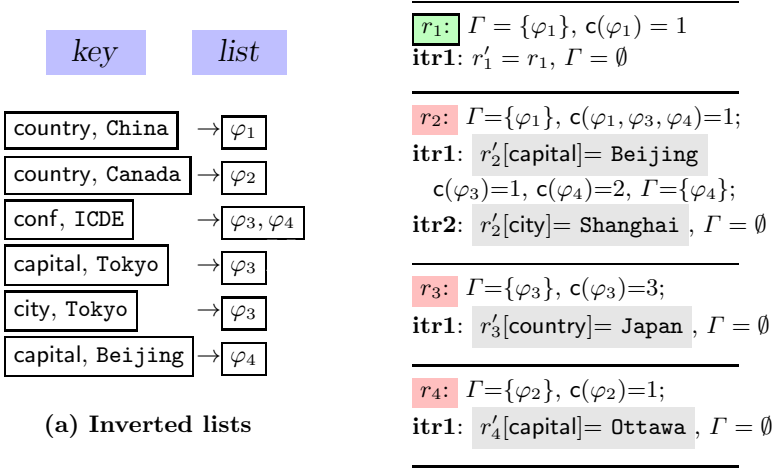 key list
country, China → φ1
country, Canada → φ2
conf, ICDE → φ3, φ4
capital, Tokyo → φ3
city, Tokyo → φ3
capital, Beijing → φ4
(a) Inverted lists
r1: Γ = {φ1}, c(φ1) = 1
itr1: r′1 = r1, Γ = ∅
r2: Γ={φ1}, c(φ1, φ3, φ4)=1;
itr1: r′2[capital]= Beijing
c(φ3)=1, c(φ4)=2, Γ={φ4};
itr2: r′2[city]= Shanghai , Γ = ∅
r3: Γ={φ3}, c(φ3)=3;
itr1: r′3[country]= Japan , Γ = ∅
r4: Γ={φ2}, c(φ2)=1;
itr1: r′4[capital]= Ottawa , Γ = ∅